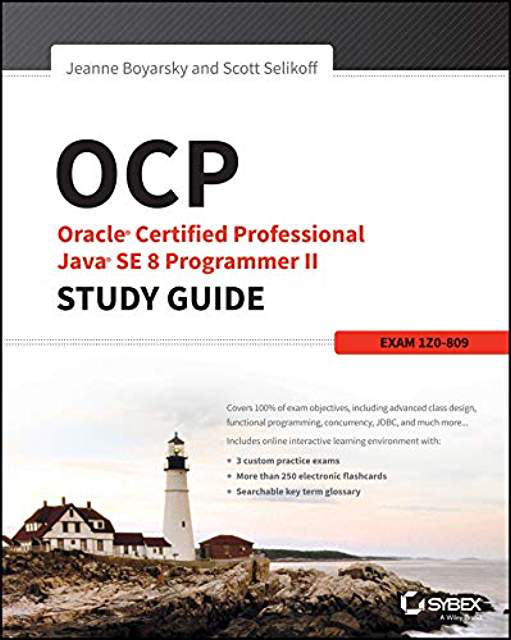 Jeanne Boyarsky and Scott Selikoff
OCP
Oracle® Certified Professional
Java® SE 8 Programmer II
STUDY GUIDE
EXAM 1Z0-809
Covers 100% of exam objectives, including advanced class design,
functional programming, concurrency, JDBC, and much more...
Includes online interactive learning environment with:
• 3 custom practice exams
• More than 250 electronic flashcards
• Searchable key term glossary
SYBEX
A Wiley Brand